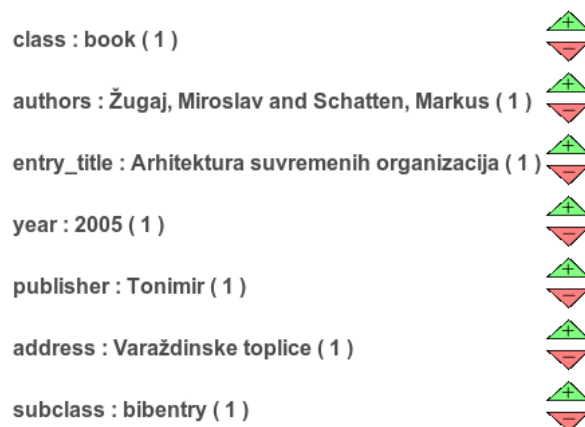 class : book ( 1 )
authors : Žugaj, Miroslav and Schatten, Markus ( 1 )
entry_title : Arhitektura suvremenih organizacija ( 1 )
year : 2005 ( 1 )
publisher : Tonimir ( 1 )
address : Varaždinske toplice ( 1 )
subclass : bibentry ( 1 )